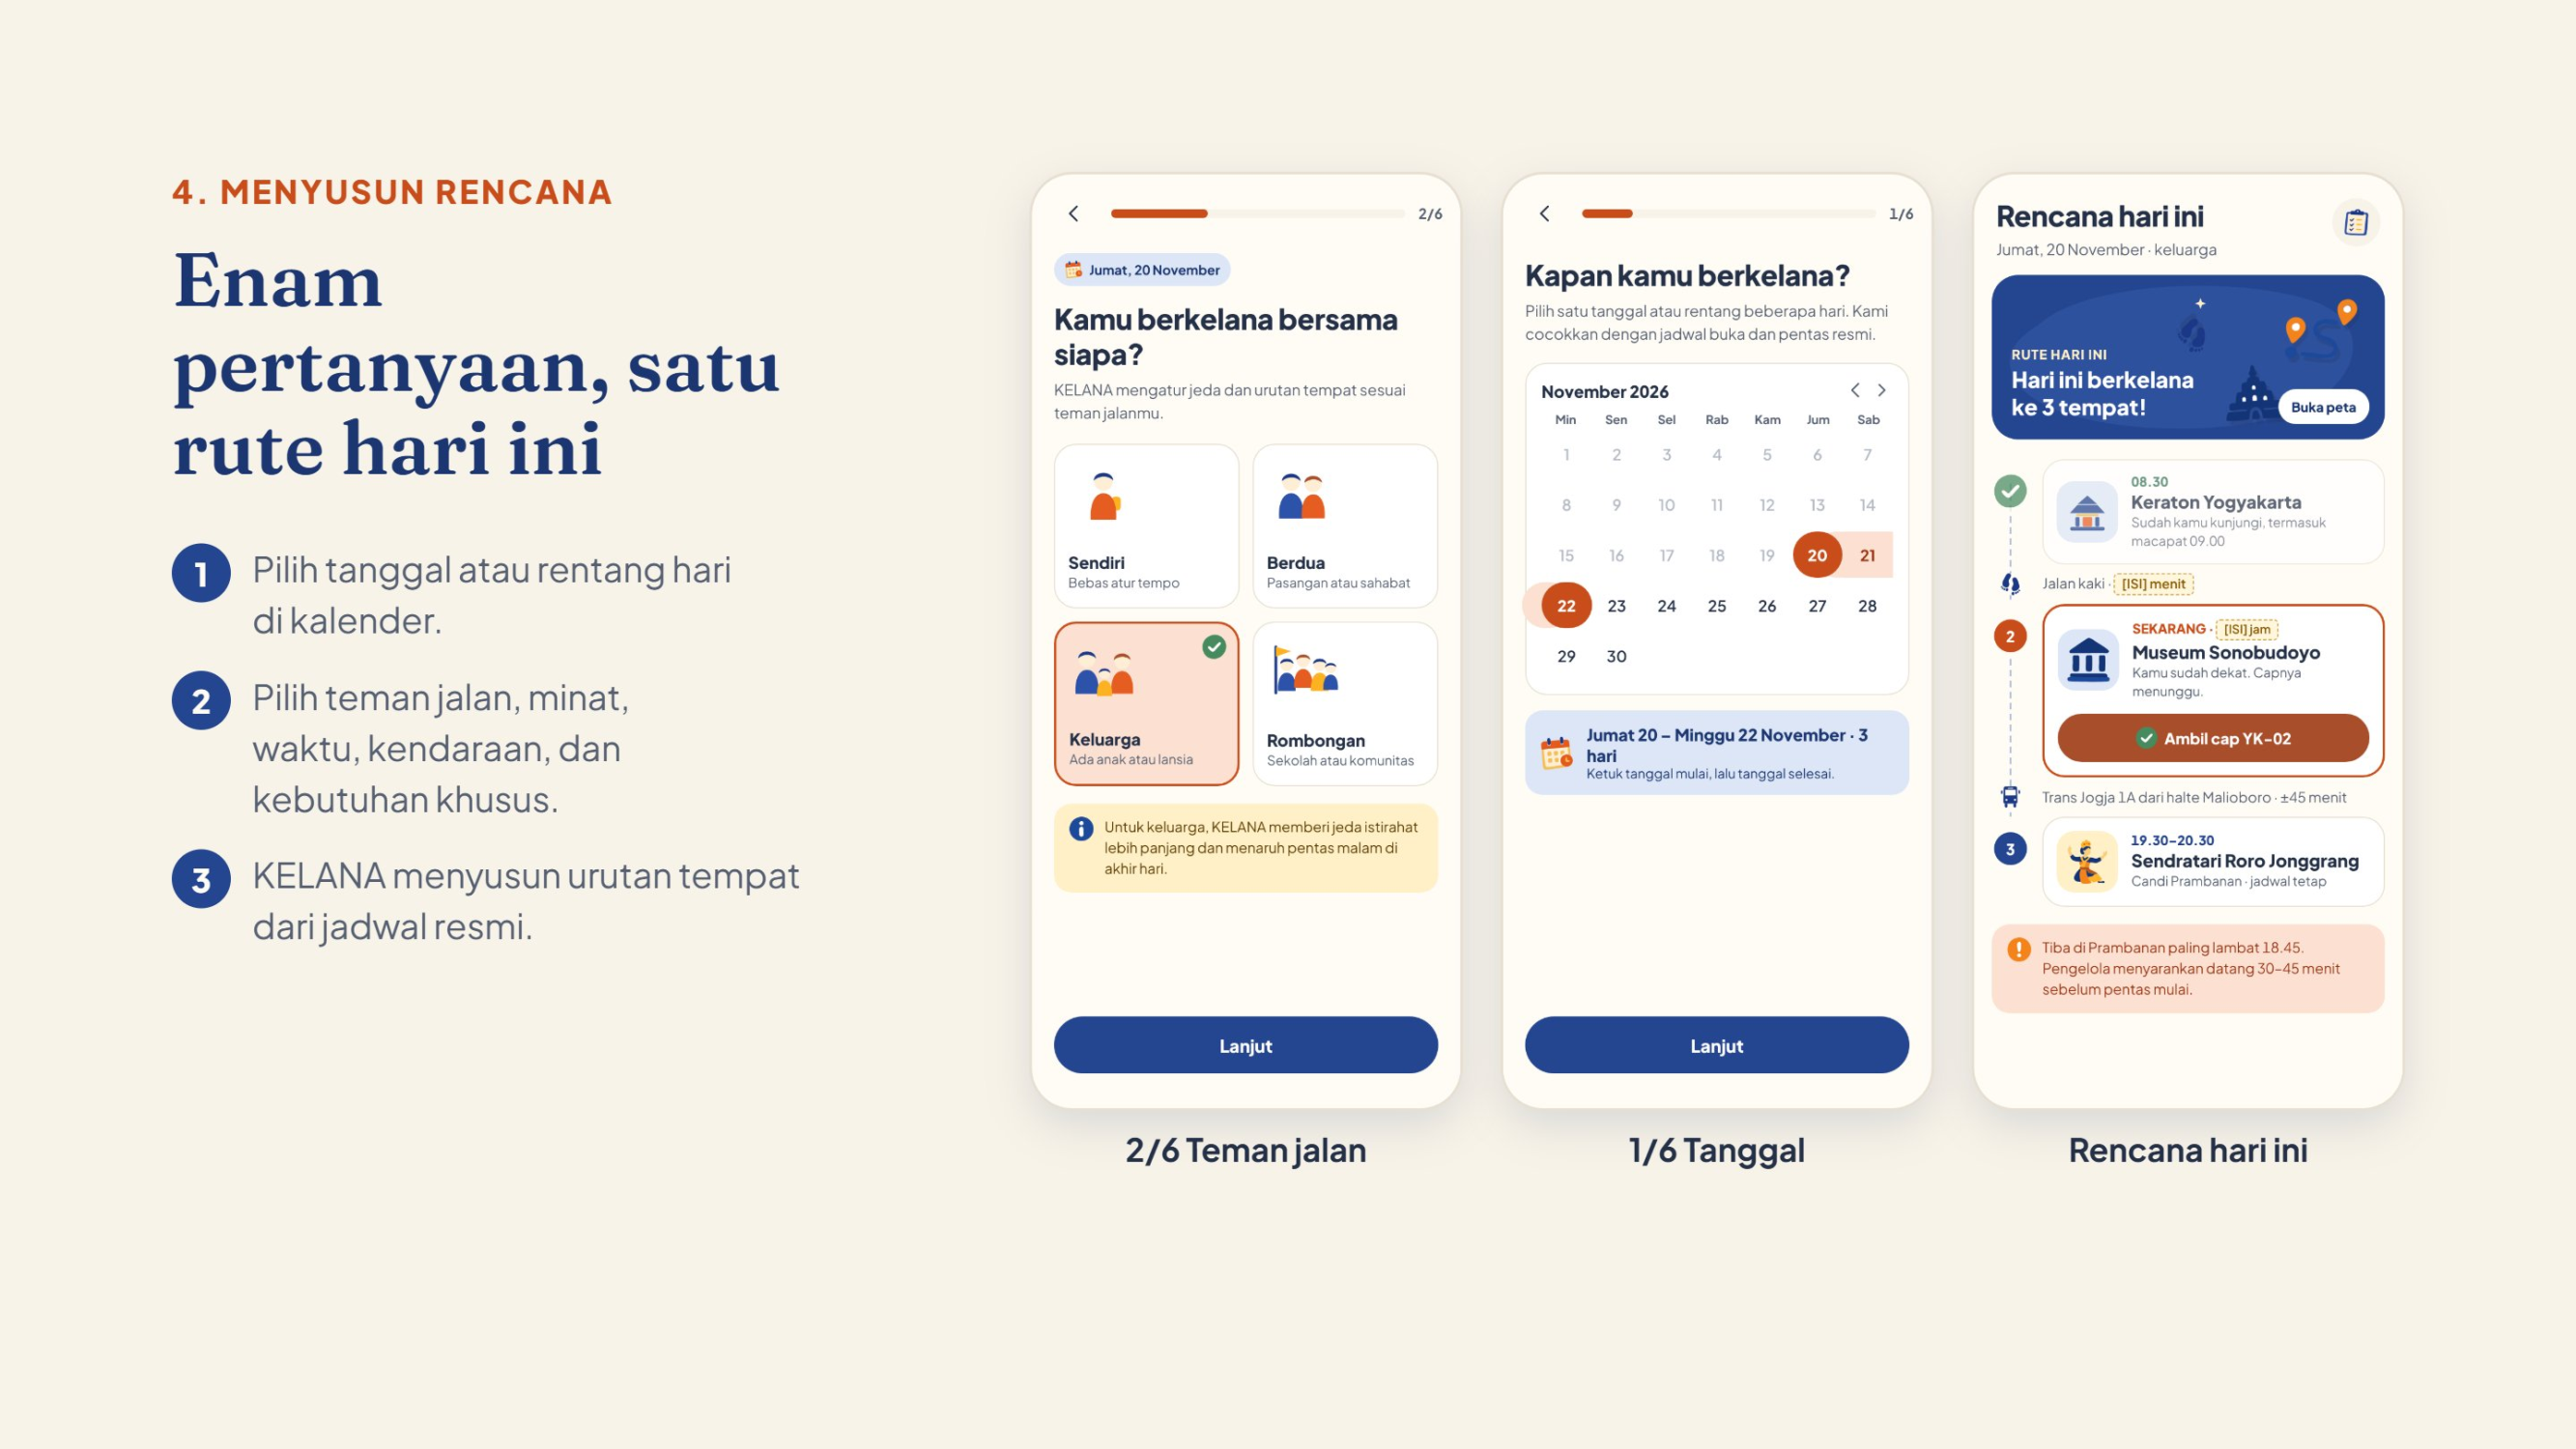 4. MENYUSUN RENCANA
Enam
pertanyaan, satu
rute hari ini
1
Pilih tanggal atau rentang hari
di kalender.
2
Pilih teman jalan, minat,
waktu, kendaraan, dan
kebutuhan khusus.
3
KELANA menyusun urutan tempat
dari jadwal resmi.
2/6
Jumat, 20 November
Kamu berkelana bersama
siapa?
KELANA mengatur jeda dan urutan tempat sesuai
teman jalanmu.
Sendiri
Bebas atur tempo
Berdua
Pasangan atau sahabat
Keluarga
Ada anak atau lansia
Rombongan
Sekolah atau komunitas
Untuk keluarga, KELANA memberi jeda istirahat
lebih panjang dan menaruh pentas malam di
akhir hari.
Lanjut
2/6 Teman jalan
1/6
Kapan kamu berkelana?
Pilih satu tanggal atau rentang beberapa hari. Kami
cocokkan dengan jadwal buka dan pentas resmi.
November 2026
Min Sen Sel Rab Kam Jum Sab
1 2 3 4 5 6 7
8 9 10 11 12 13 14
15 16 17 18 19 20 21
22 23 24 25 26 27 28
29 30
Jumat 20 – Minggu 22 November · 3
hari
Ketuk tanggal mulai, lalu tanggal selesai.
Lanjut
1/6 Tanggal
Rencana hari ini
Jumat, 20 November · keluarga
RUTE HARI INI
Hari ini berkelana
ke 3 tempat!
Buka peta
08.30
Keraton Yogyakarta
Sudah kamu kunjungi, termasuk
macapat 09.00
Jalan kaki · [ISI] menit
2
SEKARANG · [ISI] jam
Museum Sonobudoyo
Kamu sudah dekat. Capnya
menunggu.
Ambil cap YK-02
Trans Jogja 1A dari halte Malioboro · ±45 menit
3
19.30–20.30
Sendratari Roro Jonggrang
Candi Prambanan · jadwal tetap
Tiba di Prambanan paling lambat 18.45.
Pengelola menyarankan datang 30–45 menit
sebelum pentas mulai.
Rencana hari ini